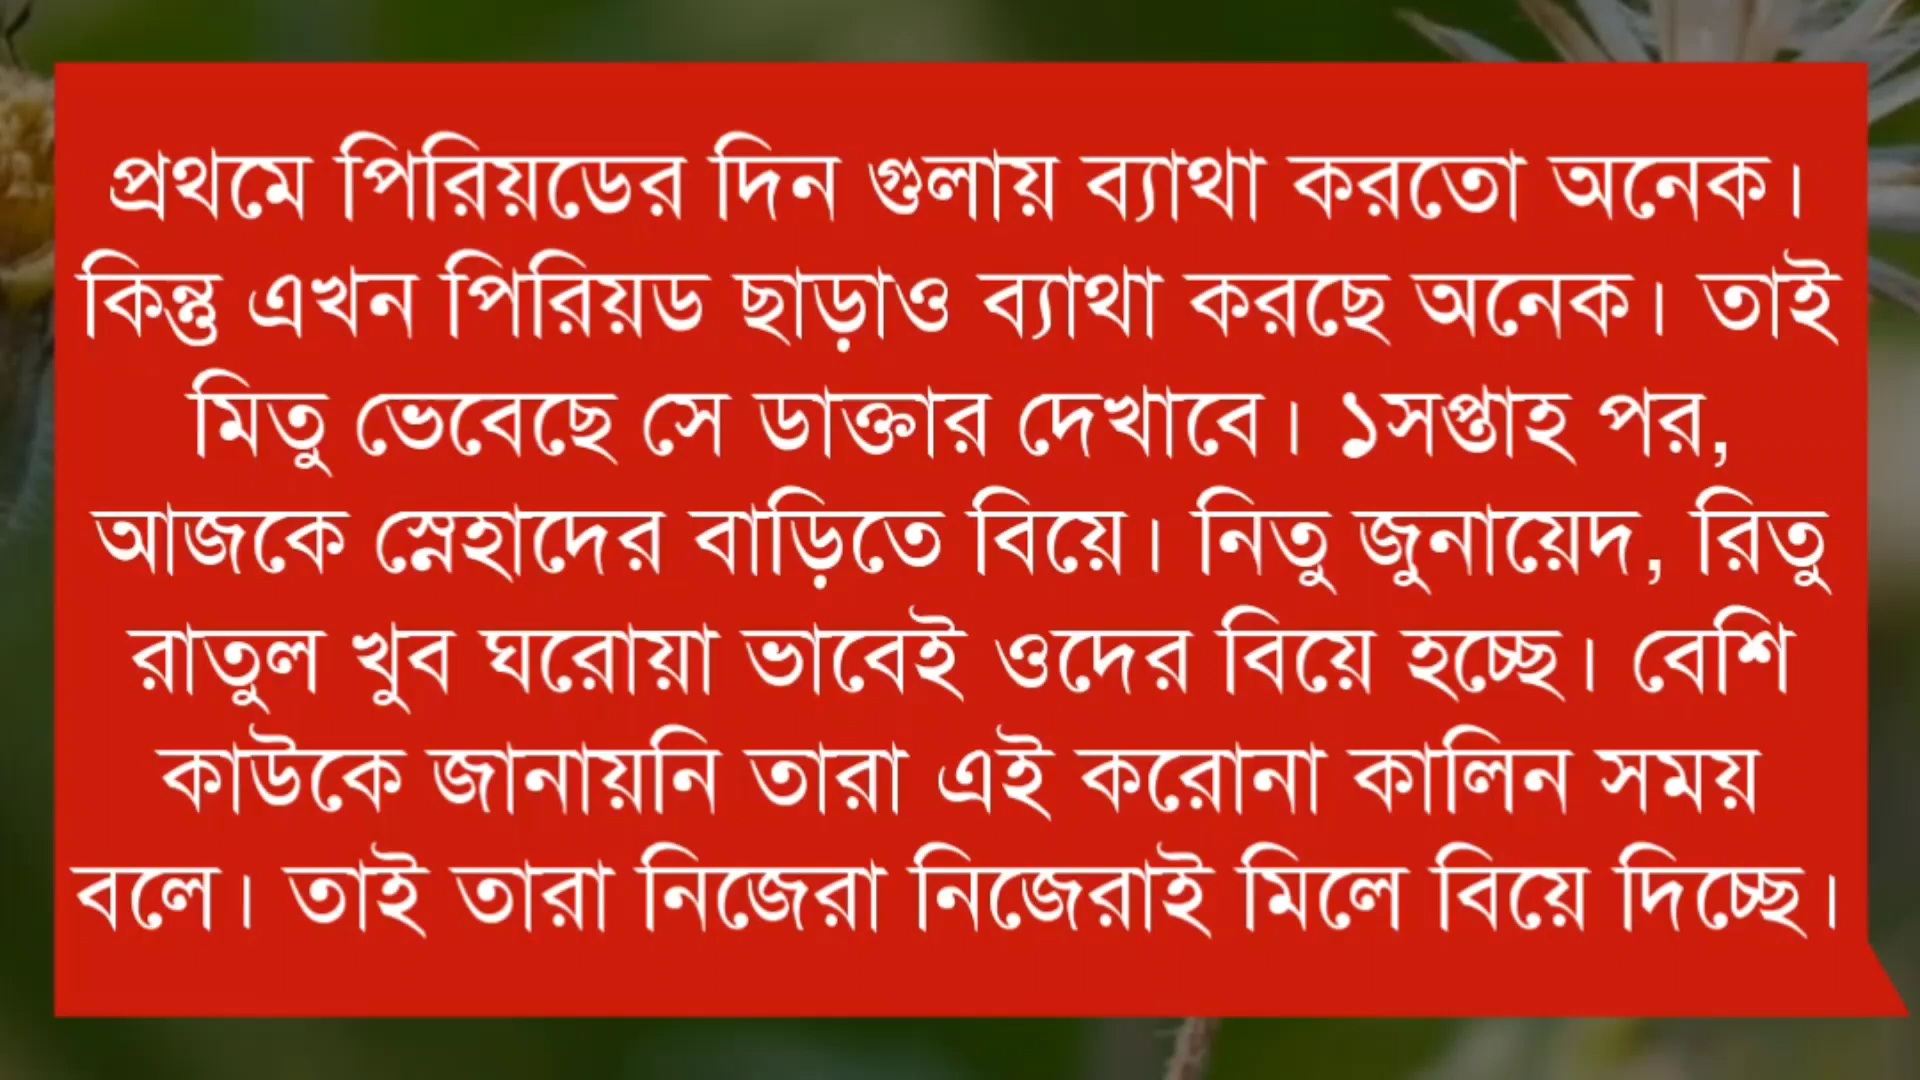 প্রথমে পিরিয়ডের দিন গুলায় ব্যাথা করতো অনেক।
কিন্তু এখন পিরিয়ড ছাড়াও ব্যাথা করছে অনেক। তাই
মিতু ভেবেছে সে ডাক্তার দেখাবে। ১সপ্তাহ পর,
আজকে স্নেহাদের বাড়িতে বিয়ে। নিতু জুনায়েদ, রিতু
রাতুল খুব ঘরোয়া ভাবেই ওদের বিয়ে হচ্ছে। বেশি
কাউকে জানায়নি তারা এই করোনা কালিন সময়
বলে। তাই তারা নিজেরা নিজেরাই মিলে বিয়ে দিচ্ছে।